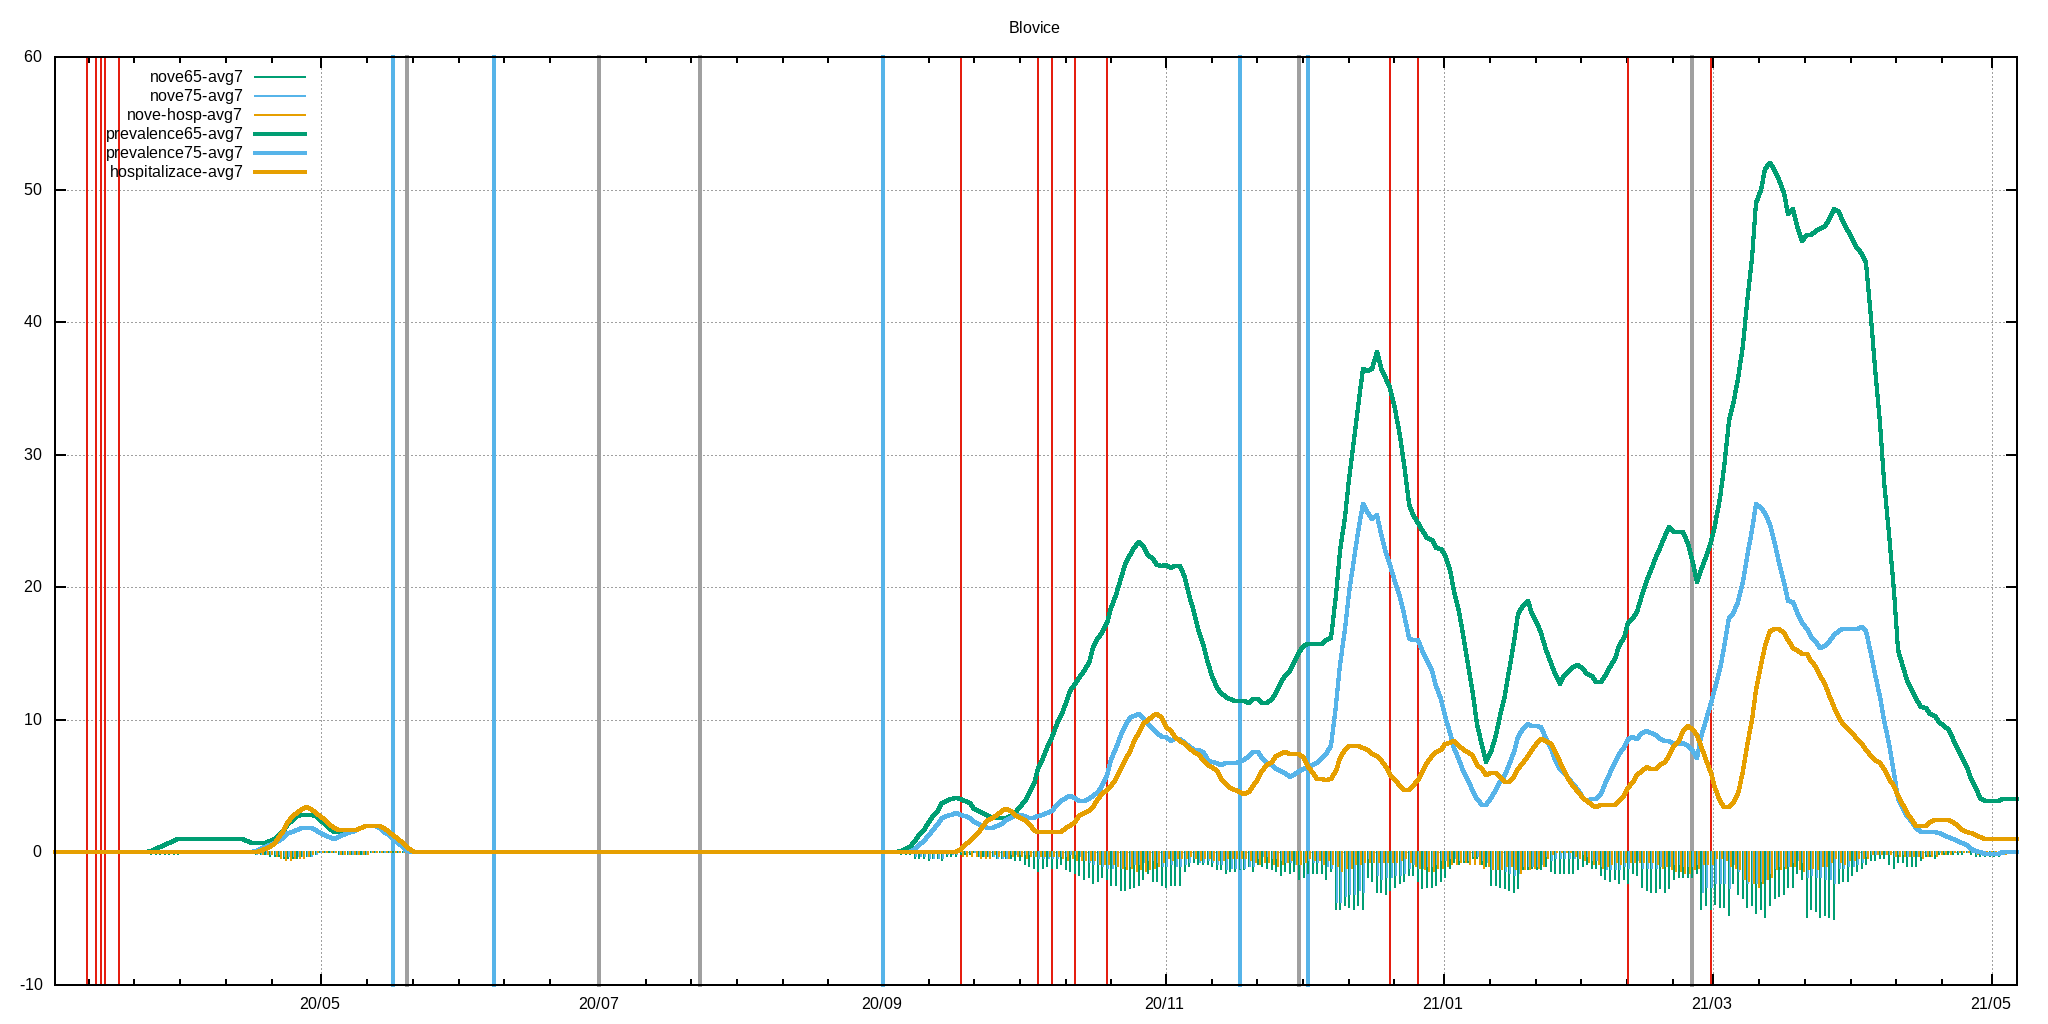 Blovice
60
50
40
30
20
10
0
-10
nove65-avg7
nove75-avg7
nove-hosp-avg7
prevalence65-avg7
prevalence75-avg7
hospitalizace-avg7
20/05
20/07
20/09
20/11
21/01
21/03
21/05